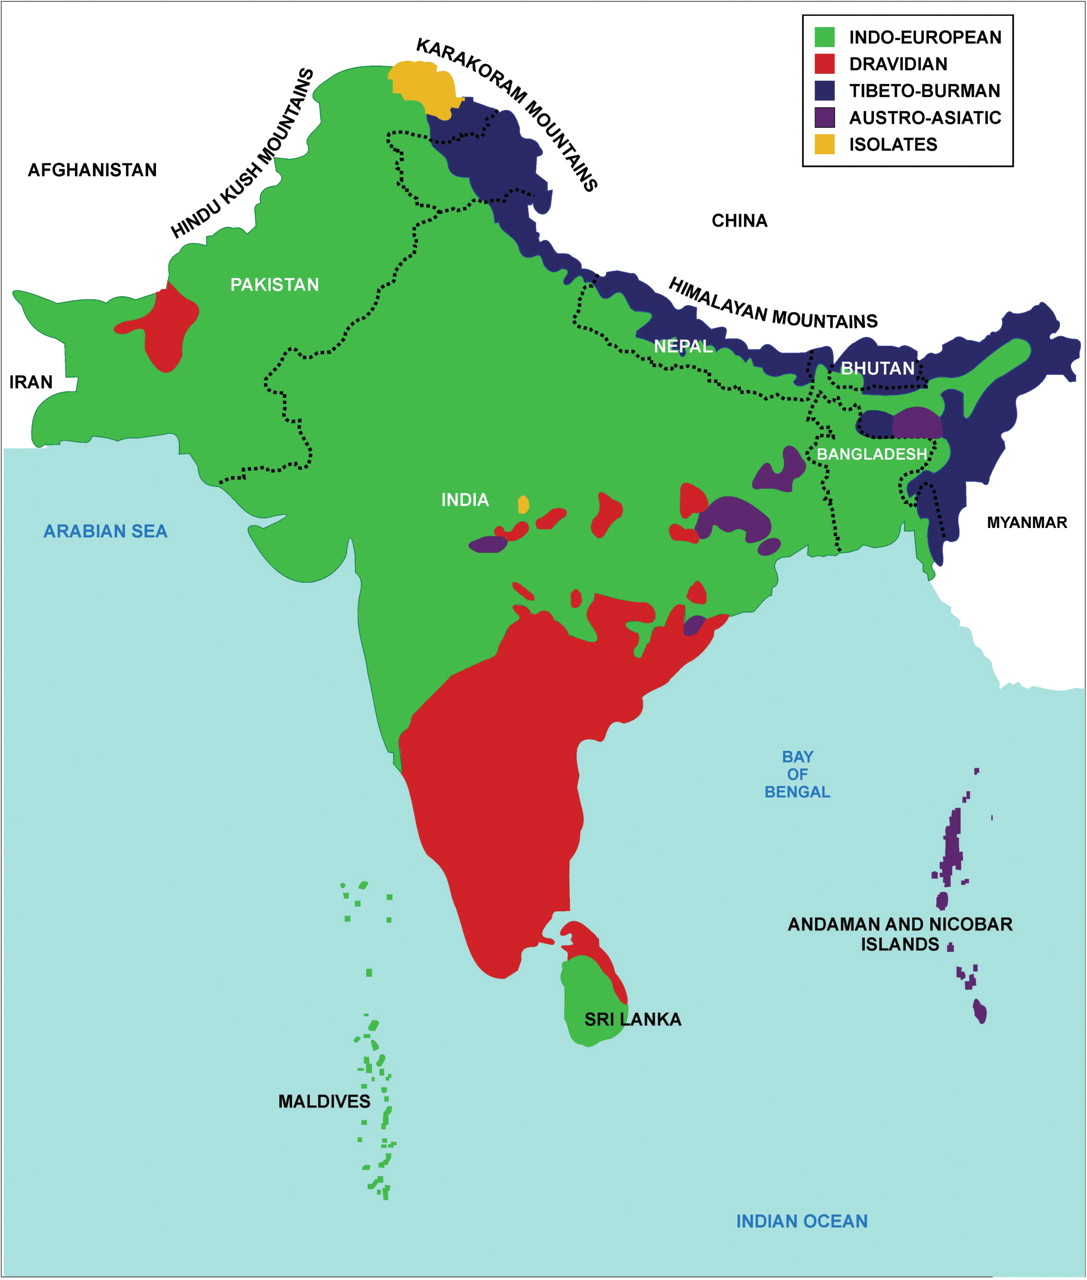 INDO-EUROPEAN
DRAVIDIAN
TIBETO-BURMAN
AUSTRO-ASIATIC
ISOLATES
KARAKORAM MOUNTAINS
HINDU KUSH MOUNTAINS
AFGHANISTAN
CHINA
PAKISTAN
HIMALAYAN MOUNTAINS
NEPAL
BHUTAN
IRAN
BANGLADESH
INDIA
MYANMAR
ARABIAN SEA
BAY
OF
BENGAL
ANDAMAN AND NICOBAR
ISLANDS
SRI LANKA
MALDIVES
INDIAN OCEAN